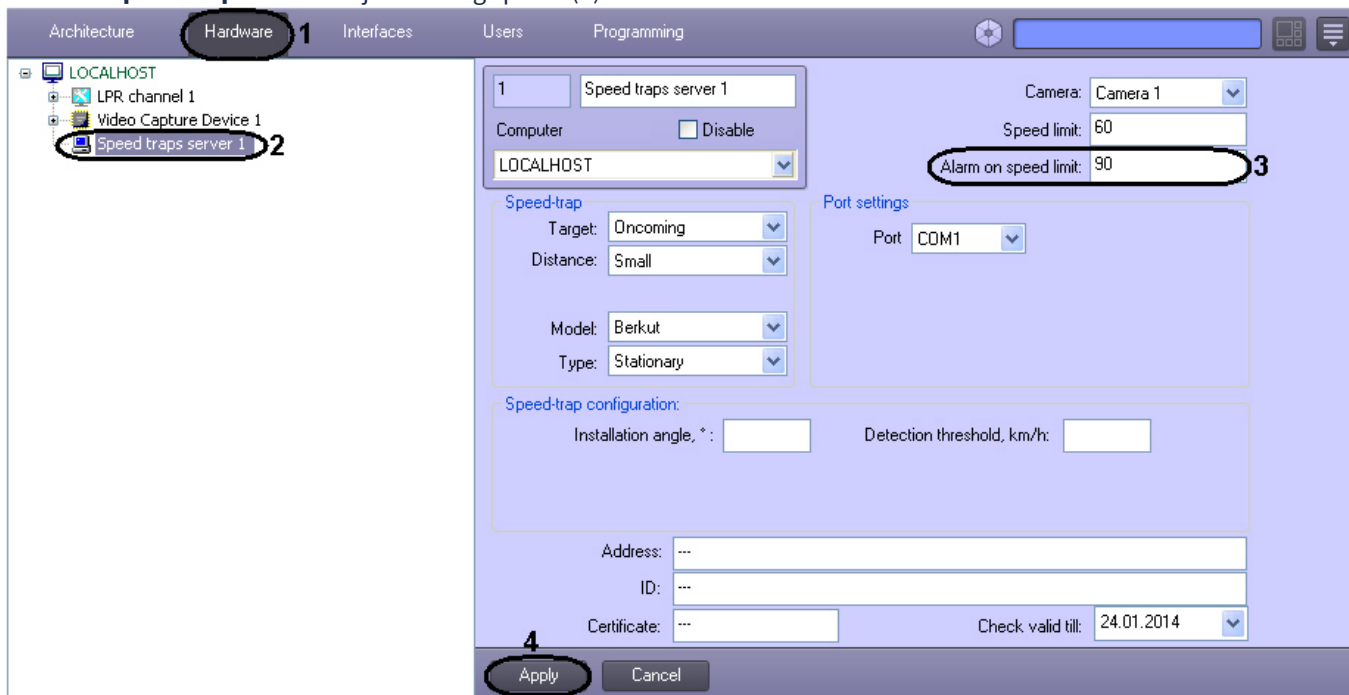 Architecture Hardware 1 Interfaces Users Programming
LOCALHOST
LPR channel 1
Video Capture Device 1
Speed traps server 1 2
1 Speed traps server 1
Computer Disable
LOCALHOST
Camera: Camera 1
Speed limit: 60
Alarm on speed limit: 90 3
Speed-trap
Target: Oncoming
Distance: Small
Model: Berkut
Type: Stationary
Port settings
Port COM1
Speed-trap configuration:
Installation angle, ° : Detection threshold, km/h:
Address: ---
ID: ---
Certificate: --- Check valid till: 24.01.2014
4
Apply Cancel